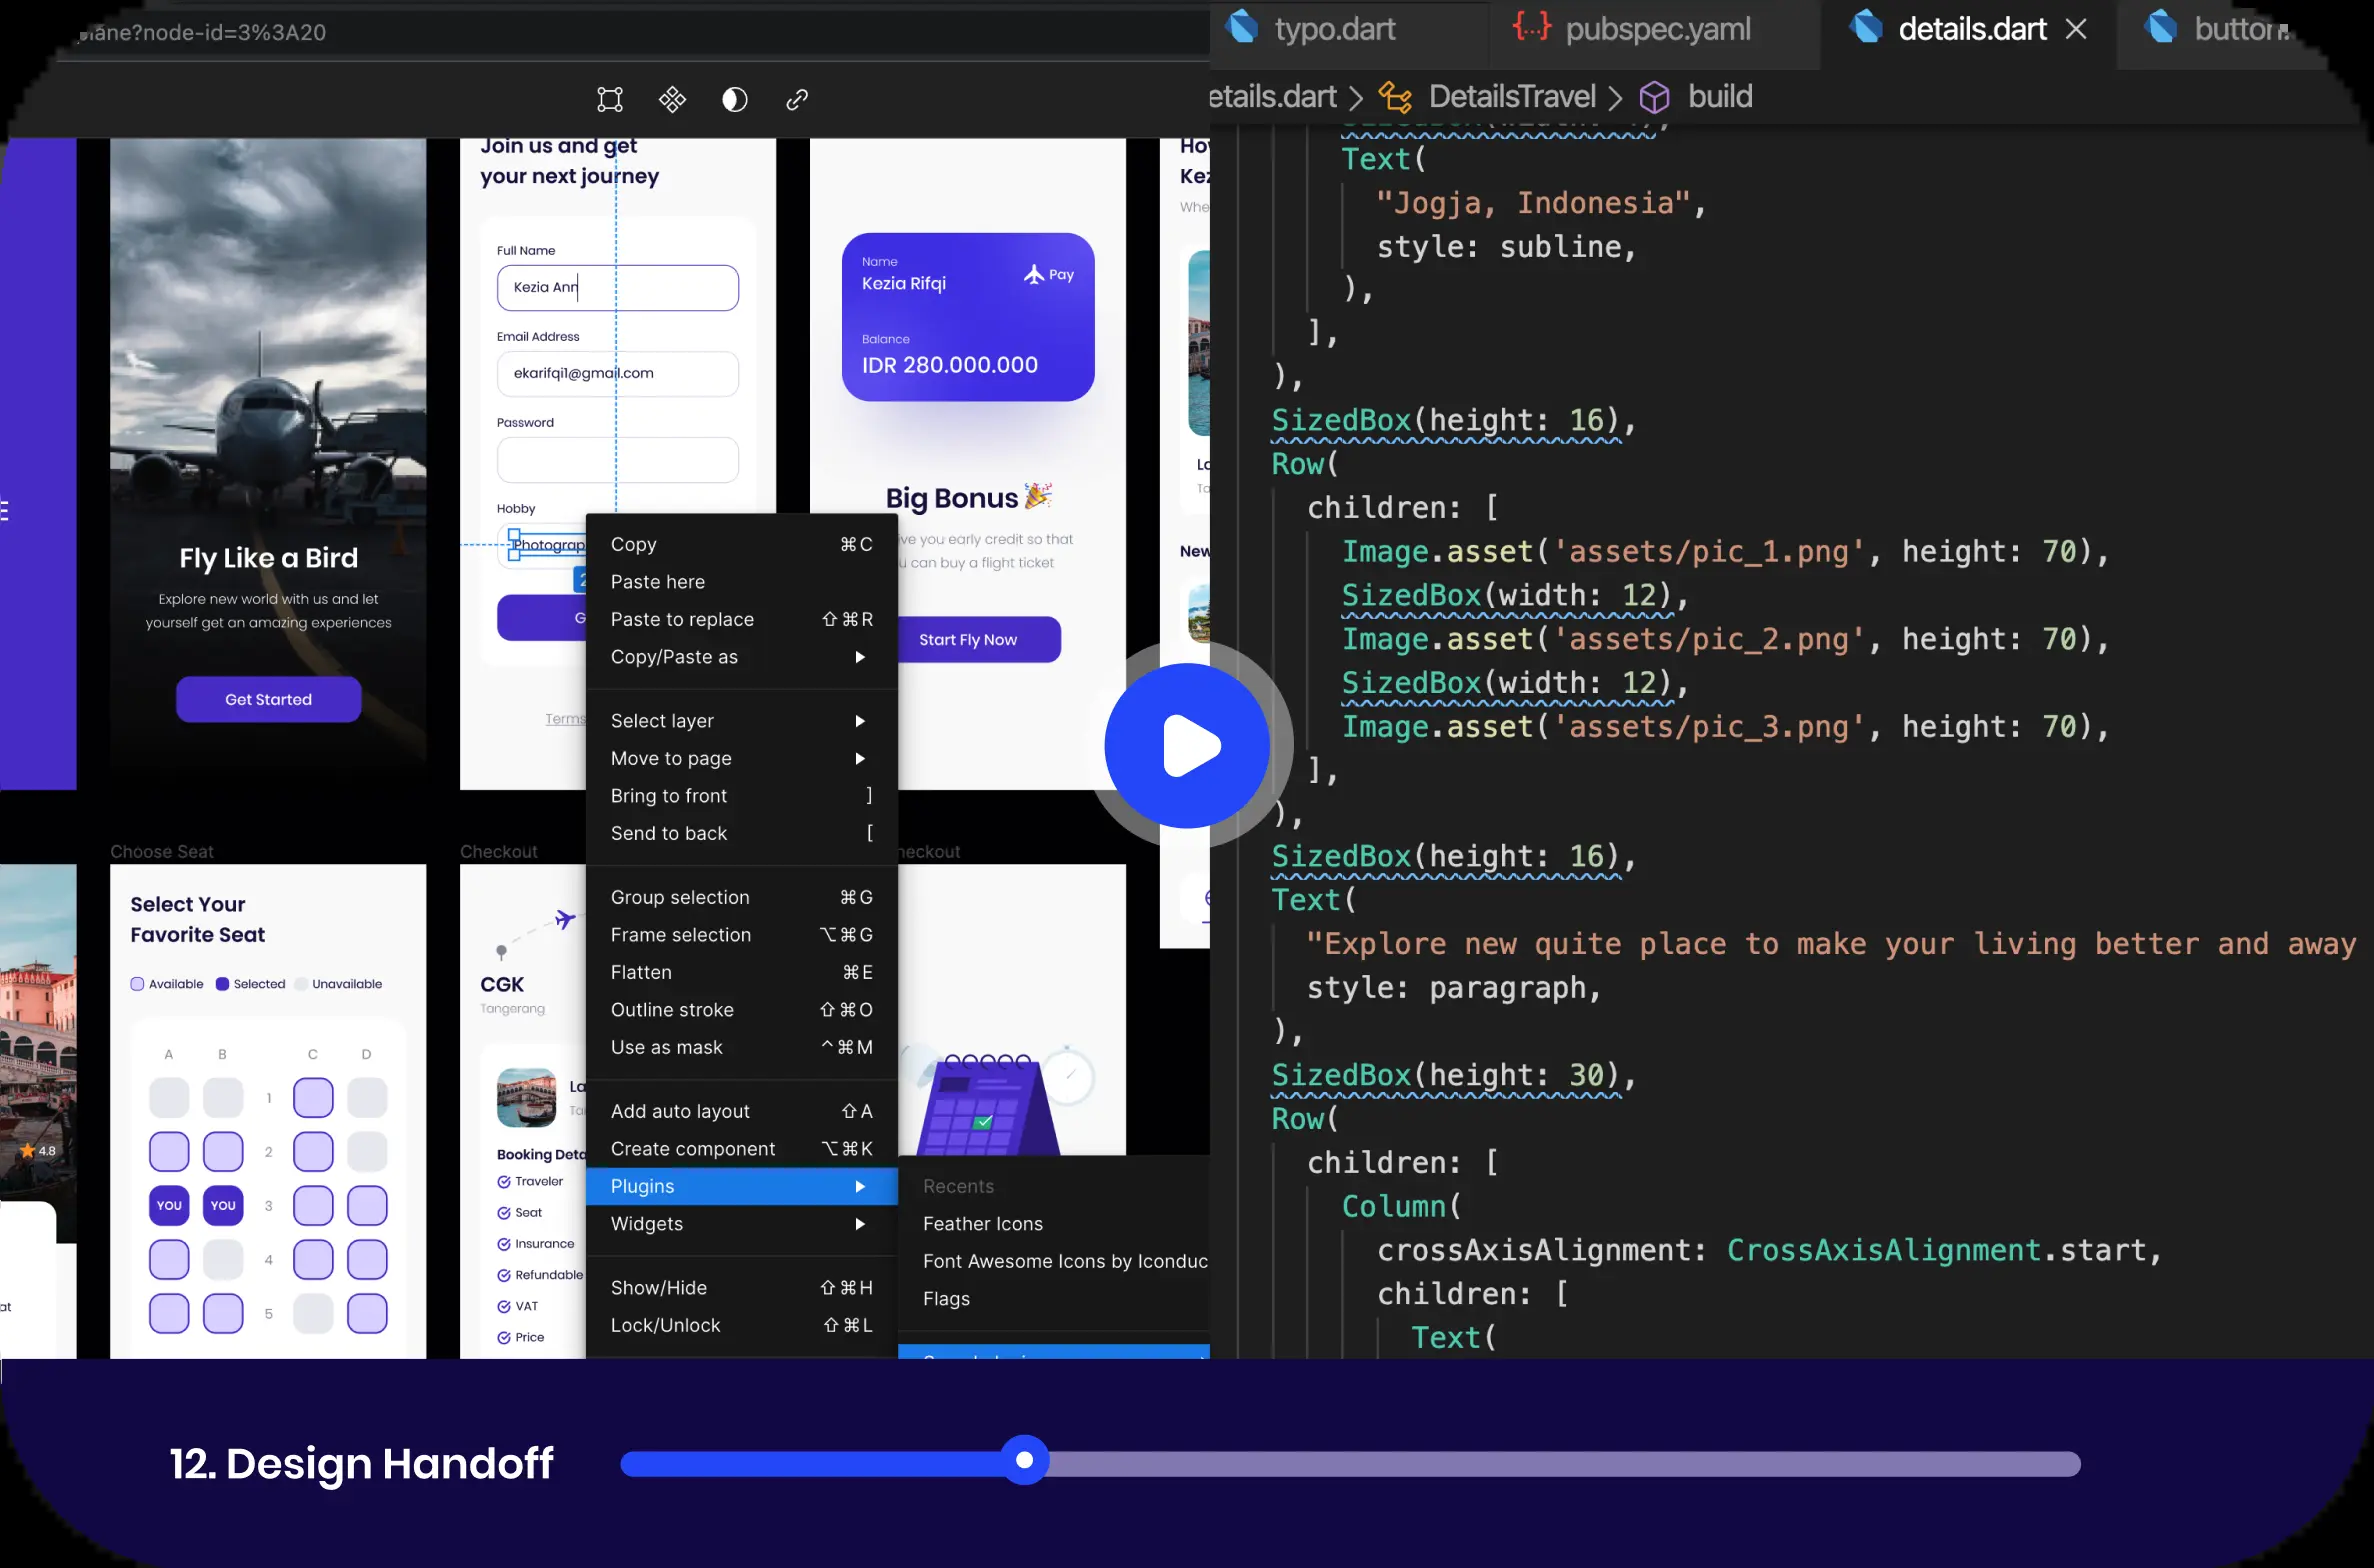 ?node-id=3%3A20
Join us and get
your next journey
Full Name
Kezia Ann
Email Address
ekarifqi1@gmail.com
Password
Hobby
Photograp
Terms
Fly Like a Bird
Explore new world with us and let
yourself get an amazing experiences
Get Started
Name
Kezia Rifqi
Pay
Balance
IDR 280.000.000
Big Bonus 🎉
ve you early credit so that
u can buy a flight ticket
Start Fly Now
New
Copy ⌘C
Paste here
Paste to replace ⇧⌘R
Copy/Paste as
Select layer
Move to page
Bring to front ]
Send to back [
Group selection ⌘G
Frame selection ⌥⌘G
Flatten ⌘E
Outline stroke ⇧⌘O
Use as mask ^⌘M
Add auto layout ⇧A
Create component ⌥⌘K
Plugins
Widgets
Show/Hide ⇧⌘H
Lock/Unlock ⇧⌘L
Recents
Feather Icons
Font Awesome Icons by Iconduc
Flags
4.8
at
Choose Seat
Select Your
Favorite Seat
Available Selected Unavailable
A B C D
1
2
YOU YOU 3
4
5
Checkout
CGK
Tangerang
La
Ta
Booking Deta
Traveler
Seat
Insurance
Refundable
VAT
Price
heckout
typo.dart {..} pubspec.yaml details.dart button.
etails.dart > DetailsTravel > build
Text(
"Jogja, Indonesia",
style: subline,
),
],
),
SizedBox(height: 16),
Row(
children: [
Image.asset('assets/pic_1.png', height: 70),
SizedBox(width: 12),
Image.asset('assets/pic_2.png', height: 70),
SizedBox(width: 12),
Image.asset('assets/pic_3.png', height: 70),
],
),
SizedBox(height: 16),
Text(
"Explore new quite place to make your living better and away
style: paragraph,
),
SizedBox(height: 30),
Row(
children: [
Column(
crossAxisAlignment: CrossAxisAlignment.start,
children: [
Text(
12. Design Handoff